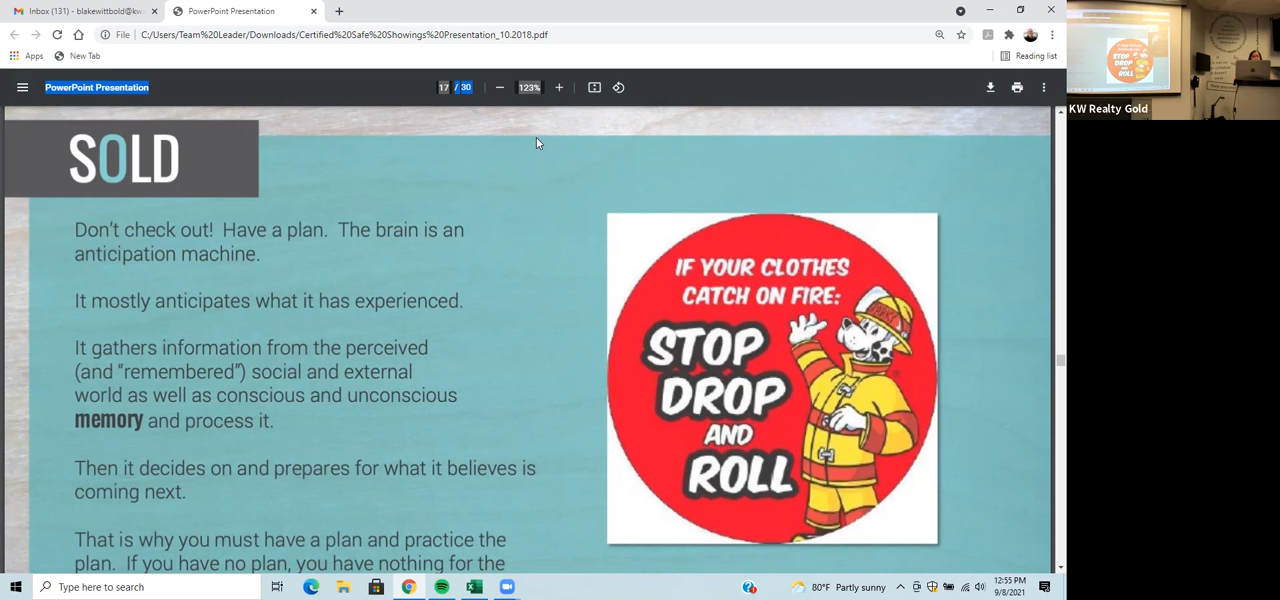 Inbox (131) - blakewittbold@kw
PowerPoint Presentation
File
C:/Users/Team%20Leader/Downloads/Certified%20Safe%20Showings%20Presentation_10.2018.pdf
Apps
New Tab
Reading list
PowerPoint Presentation
17 / 30
123%
SOLD
Don't check out! Have a plan. The brain is an
anticipation machine.
It mostly anticipates what it has experienced.
It gathers information from the perceived
(and "remembered") social and external
world as well as conscious and unconscious
memory and process it.
Then it decides on and prepares for what it believes is
coming next.
That is why you must have a plan and practice the
plan. If you have no plan, you have nothing for the
IF YOUR CLOTHES
CATCH ON FIRE:
STOP
DROP
AND
ROLL
SPARKY
KW Realty Gold
STOP
DROP
AND
ROLL
Type here to search
80°F Partly sunny
12:55 PM
9/8/2021